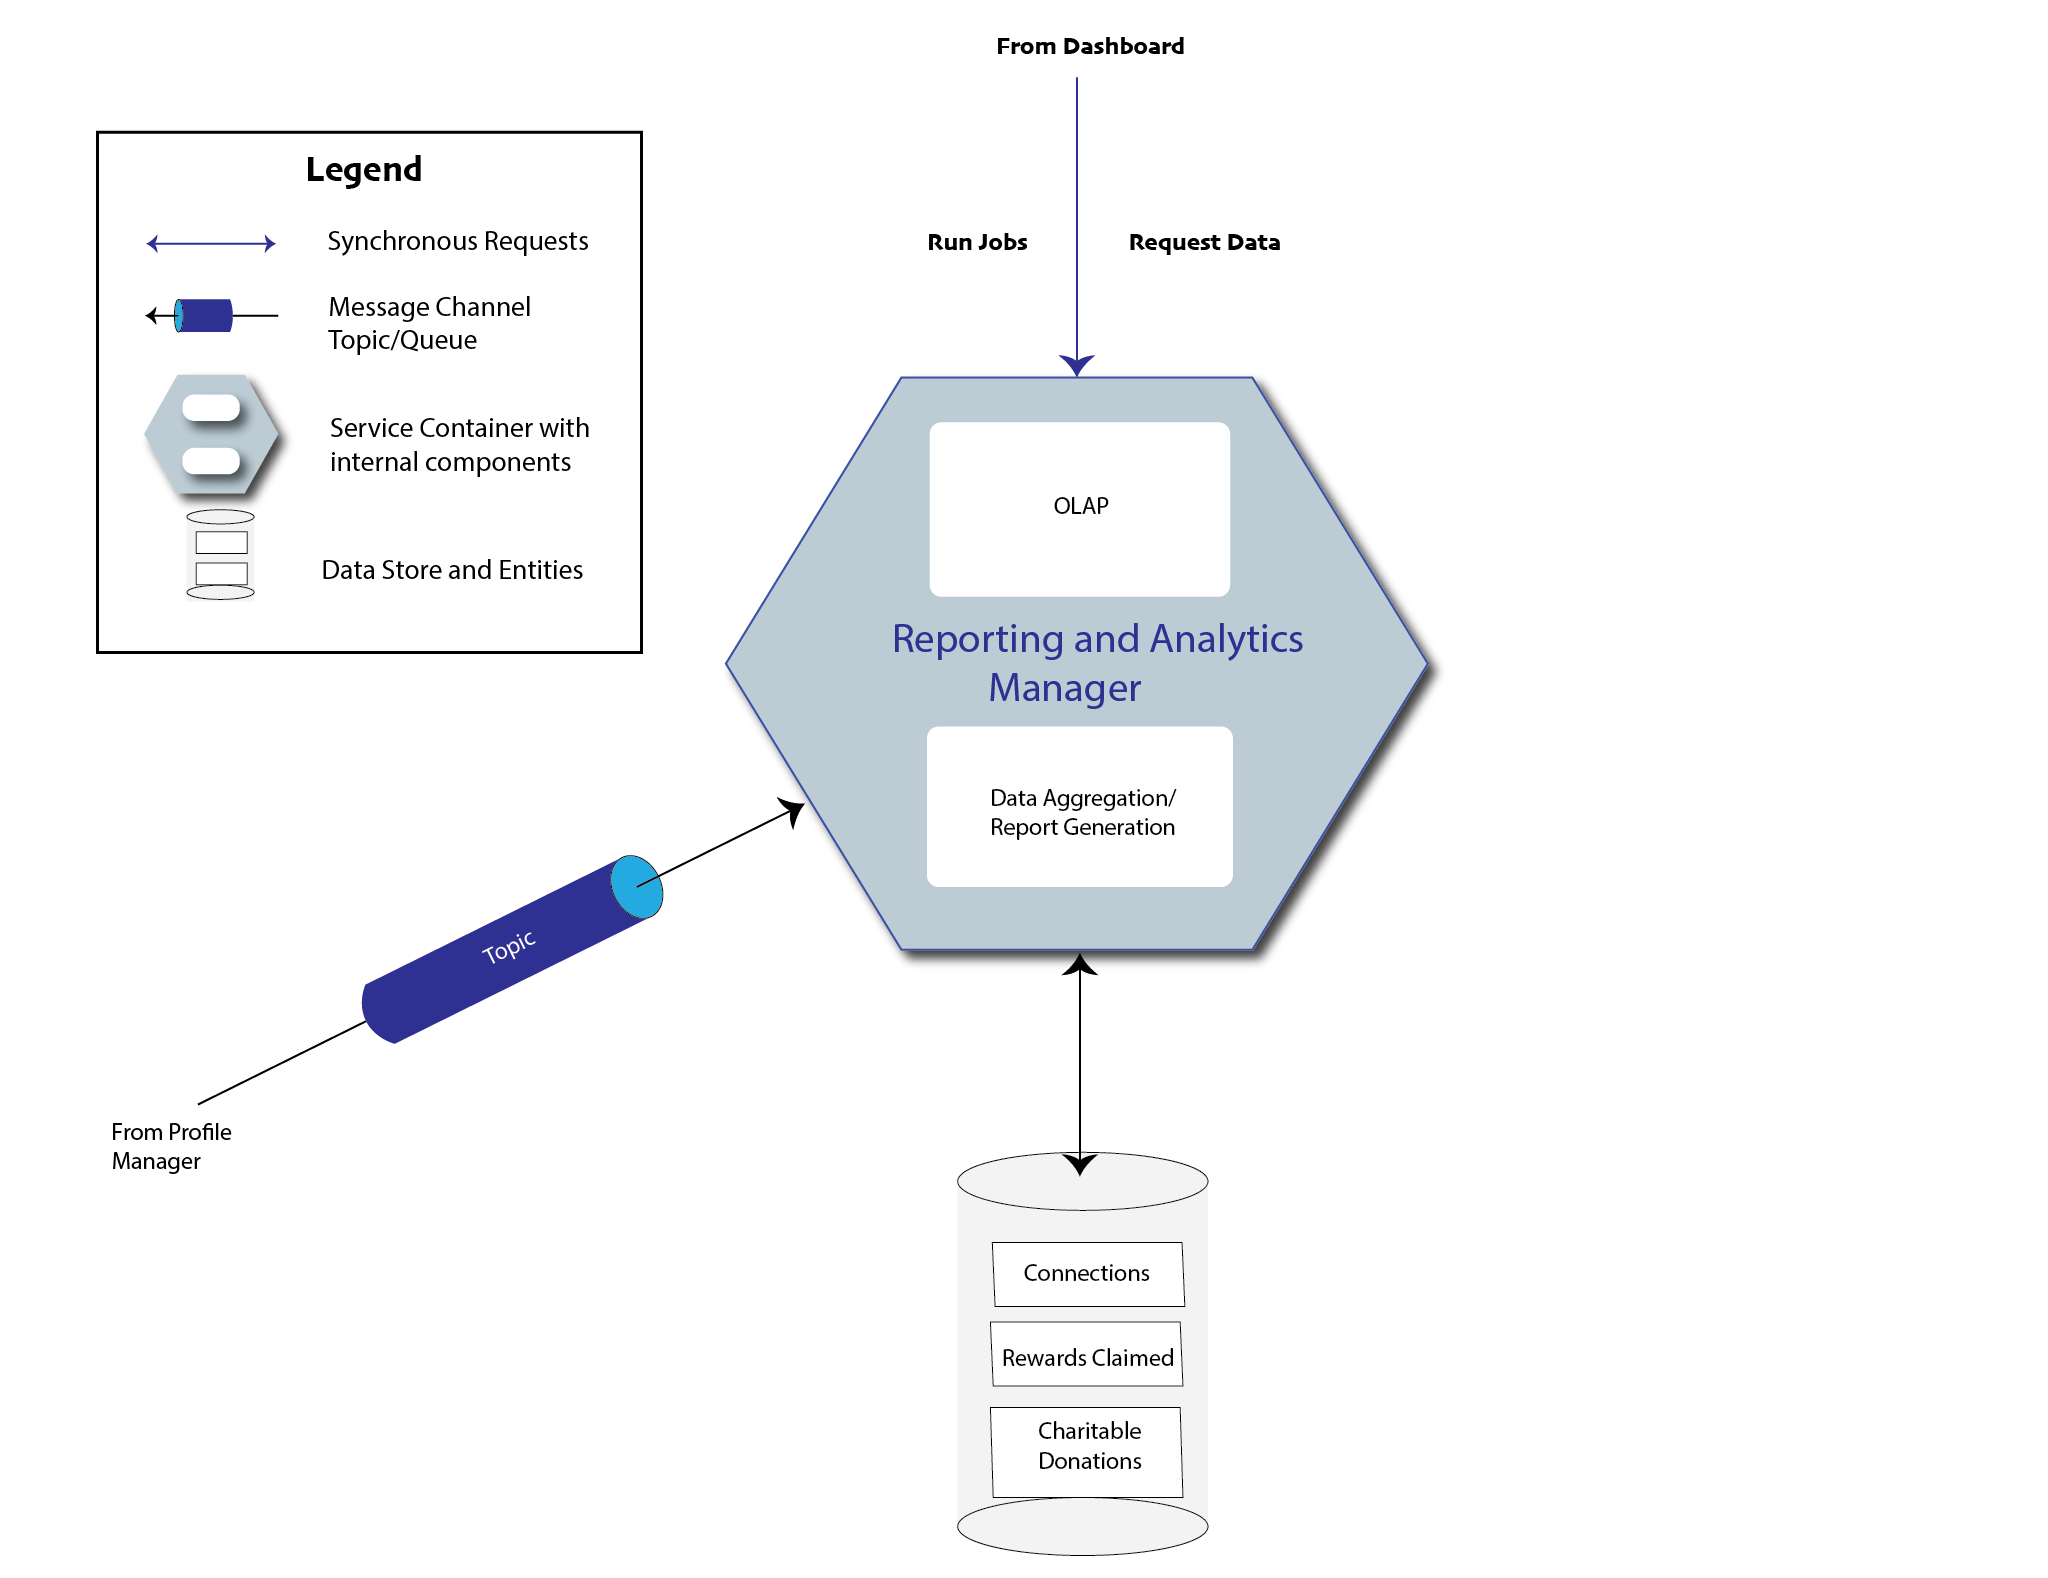 From Dashboard
Legend
Synchronous Requests
Message Channel
Topic/Queue
Service Container with
internal components
Data Store and Entities
Run Jobs
Request Data
OLAP
Reporting and Analytics
Manager
Data Aggregation/
Report Generation
Topic
From Profile
Manager
Connections
Rewards Claimed
Charitable
Donations